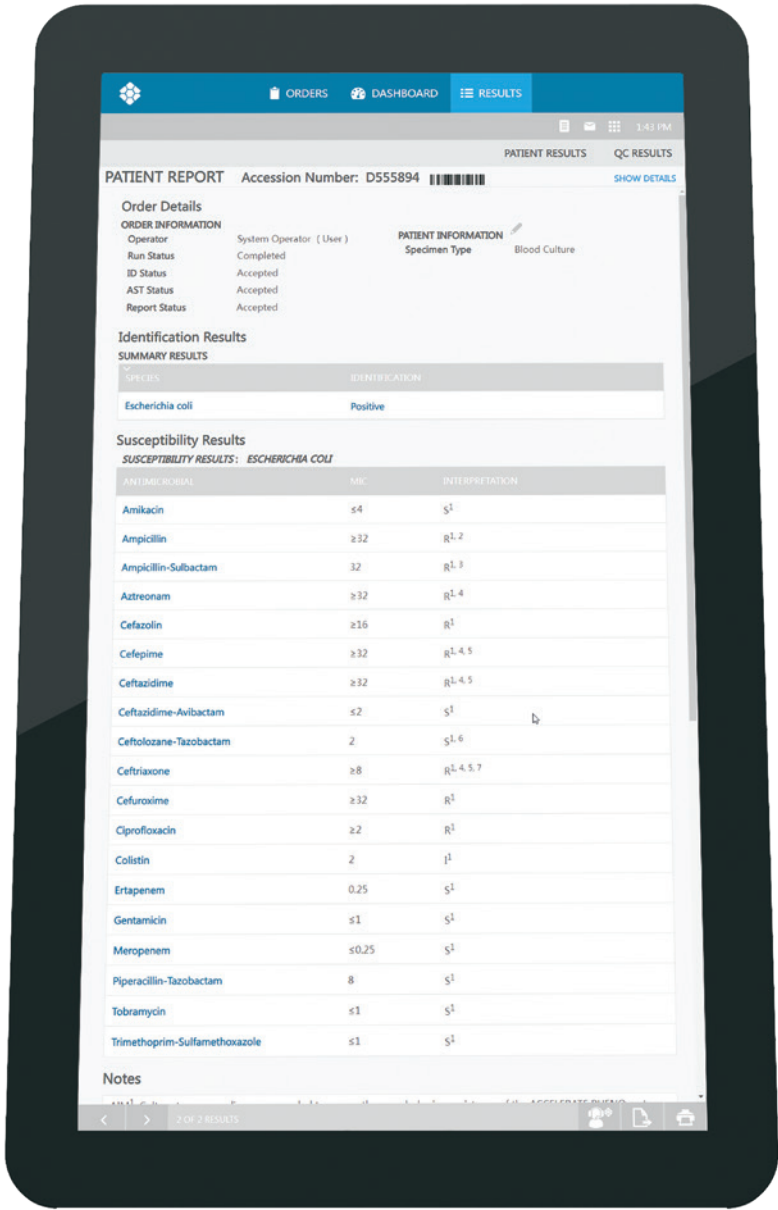 ORDERS DASHBOARD RESULTS
1:43 PM
PATIENT RESULTS QC RESULTS
PATIENT REPORT Accession Number: D555894 SHOW DETAILS
Order Details
ORDER INFORMATION
Operator System Operator ( User )
Run Status Completed
ID Status Accepted
AST Status Accepted
Report Status Accepted
PATIENT INFORMATION
Specimen Type Blood Culture
Identification Results
SUMMARY RESULTS
SPECIES IDENTIFICATION
Escherichia coli Positive
Susceptibility Results
SUSCEPTIBILITY RESULTS : ESCHERICHIA COLI
ANTIMICROBIAL MIC INTERPRETATION
Amikacin ≤4 S1
Ampicillin ≥32 R1, 2
Ampicillin-Sulbactam 32 R1, 3
Aztreonam ≥32 R1, 4
Cefazolin ≥16 R1
Cefepime ≥32 R1, 4, 5
Ceftazidime ≥32 R1, 4, 5
Ceftazidime-Avibactam ≤2 S1
Ceftolozane-Tazobactam 2 S1, 6
Ceftriaxone ≥8 R1, 4, 5, 7
Cefuroxime ≥32 R1
Ciprofloxacin ≥2 R1
Colistin 2 I1
Ertapenem 0.25 S1
Gentamicin ≤1 S1
Meropenem ≤0.25 S1
Piperacillin-Tazobactam 8 S1
Tobramycin ≤1 S1
Trimethoprim-Sulfamethoxazole ≤1 S1
Notes
2 OF 2 RESULTS